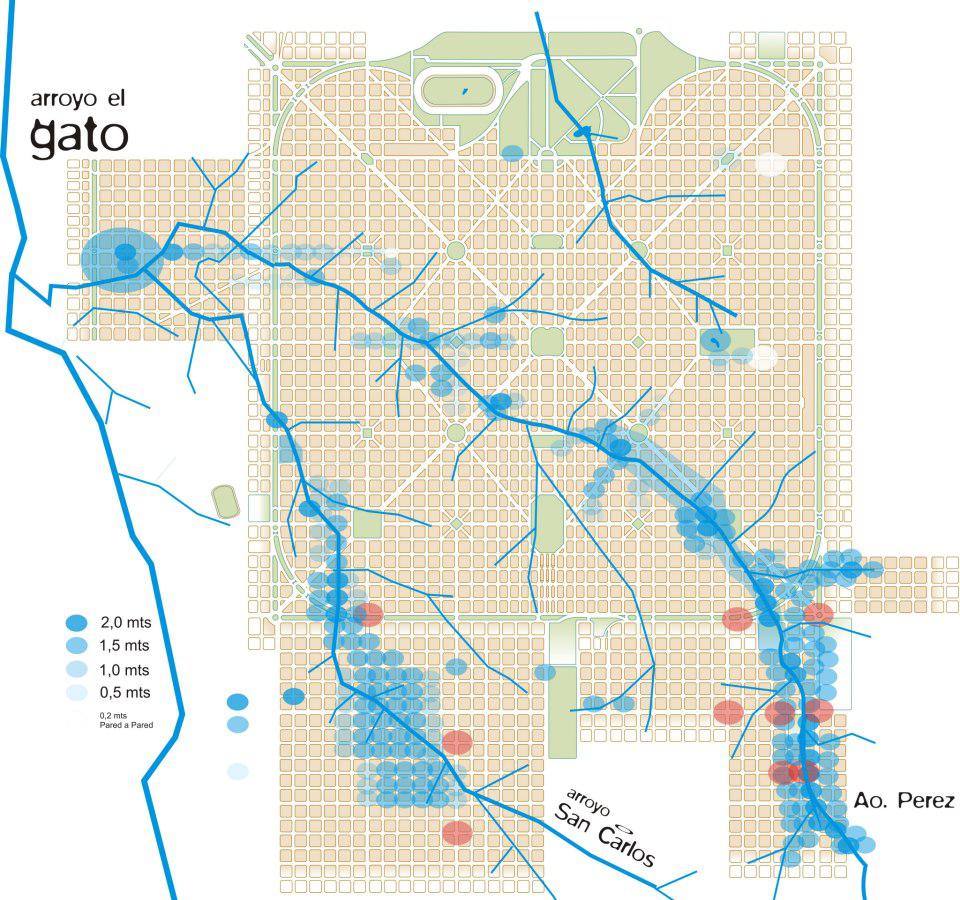 arroyo el
gato
2,0 mts
1,5 mts
1,0 mts
0,5 mts
0,2 mts
Pared a Pared
arroyo
San Carlos
Ao. Perez